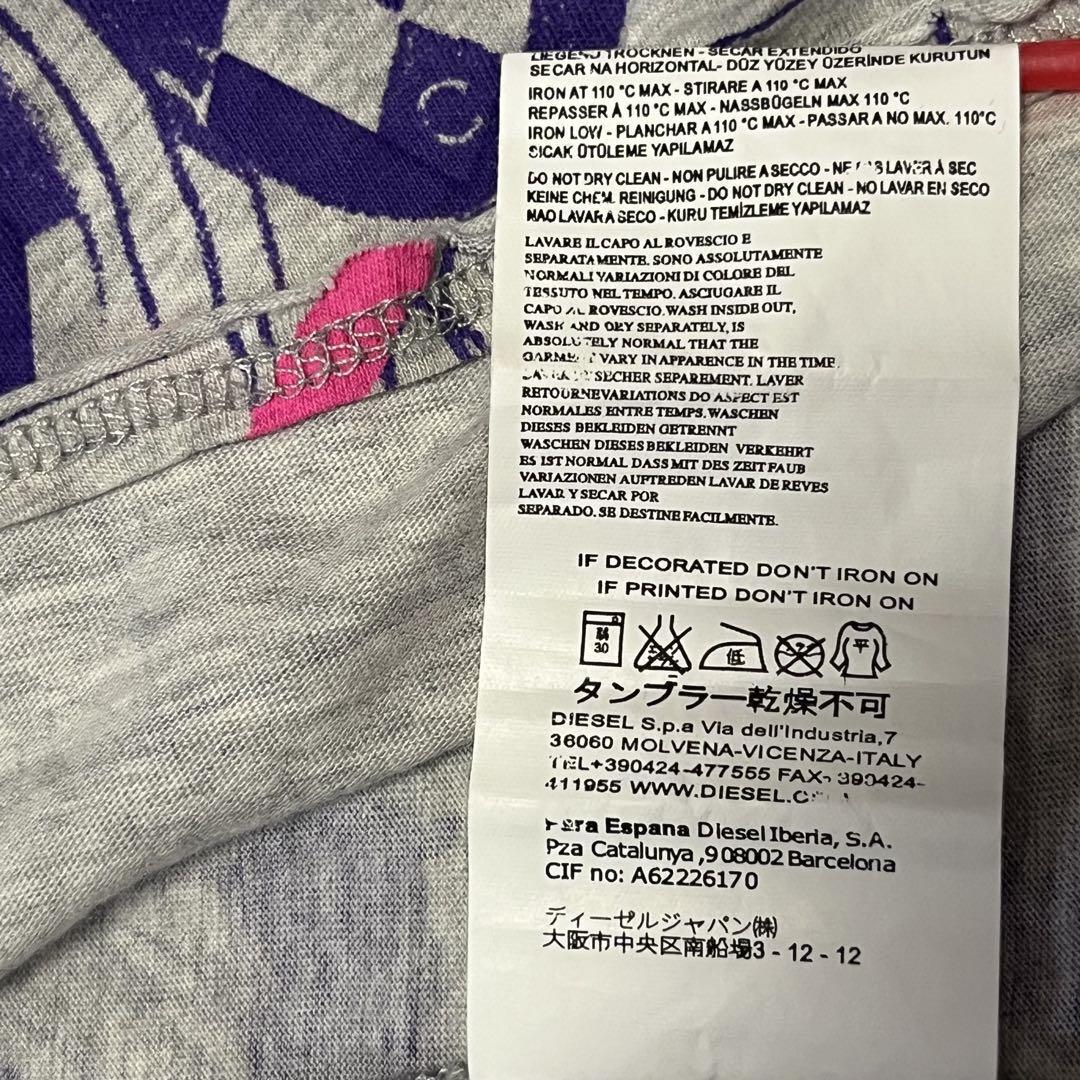 TROCKNEN - SECAR EXTENDIDO
SECAR NA HORIZONTAL- DÜZ YÜZEY ÜZERİNDE KURUTUN
IRON AT 110 °C MAX - STIRARE A 110 °C MAX
REPASSER À 110 °C MAX - NASSBÜGELN MAX 110 °C
IRON LOW - PLANCHAR A 110 °C MAX - PASSAR A NO MAX. 110°C
SICAK ÜTÜLEME YAPILAMAZ
DO NOT DRY CLEAN - NON PULIRE A SECCO - LAVER À SEC
KEINE CHEM. REINIGUNG - DO NOT DRY CLEAN - NO LAVAR EN SECO
NAO LAVAR A SECO - KURU TEMİZLEME YAPILAMAZ
LAVARE IL CAPO AL ROVESCIO E
SEPARATAMENTE. SONO ASSOLUTAMENTE
NORMALI VARIAZIONI DI COLORE DEL
TESSUTO NEL TEMPO. ASCIUGARE IL
CAPO AL ROVESCIO. WASH INSIDE OUT,
WASH AND DRY SEPARATELY, IS
ABSOLUTELY NORMAL THAT THE
VARY IN APPARENCE IN THE TIME
SECHER SEPAREMENT. LAVER
RETOURNEVARIATIONS DO ASPECT EST
NORMALES ENTRE TEMPS. WASCHEN
DIESES BEKLEIDEN GETRENNT
WASCHEN DIESES BEKLEIDEN VERKEHRT
ES IST NORMAL DASS MIT DES ZEIT FAUB
VARIAZIONEN AUFTREDEN LAVAR DE REVES
LAVAR Y SECAR POR
SEPARADO. SE DESTINE FACILMENTE.
IF DECORATED DON'T IRON ON
IF PRINTED DON'T IRON ON
30 低 平
タンブラー乾燥不可
DIESEL S.p.a Via dell'Industria,7
36060 MOLVENA-VICENZA-ITALY
TEL+390424-477555 FAX 390424-
411955 WWW.DIESEL.
Para Espana Diesel Iberia, S.A.
Pza Catalunya ,9 08002 Barcelona
CIF no: A62226170
ディーゼルジャパン㈱
大阪市中央区南船場3 - 12 - 12